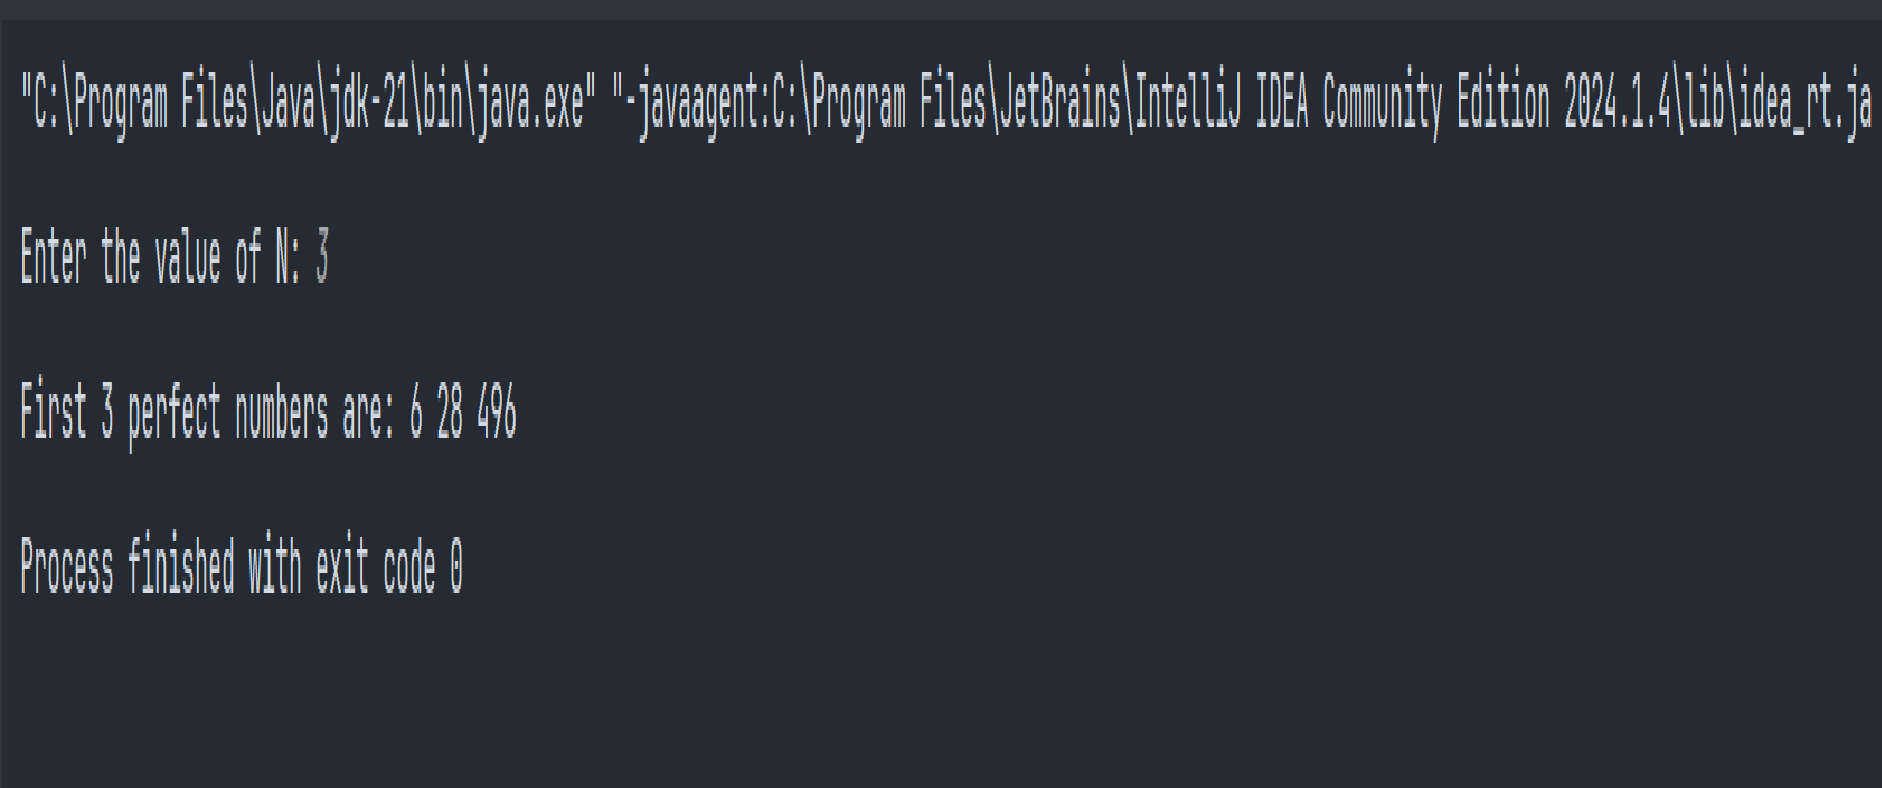 "C:\Program Files\Java\jdk-21\bin\java.exe" "-javaagent:C:\Program Files\JetBrains\IntelliJ IDEA Community Edition 2024.1.4\lib\idea_rt.ja
Enter the value of N: 3
First 3 perfect numbers are: 6 28 496
Process finished with exit code 0